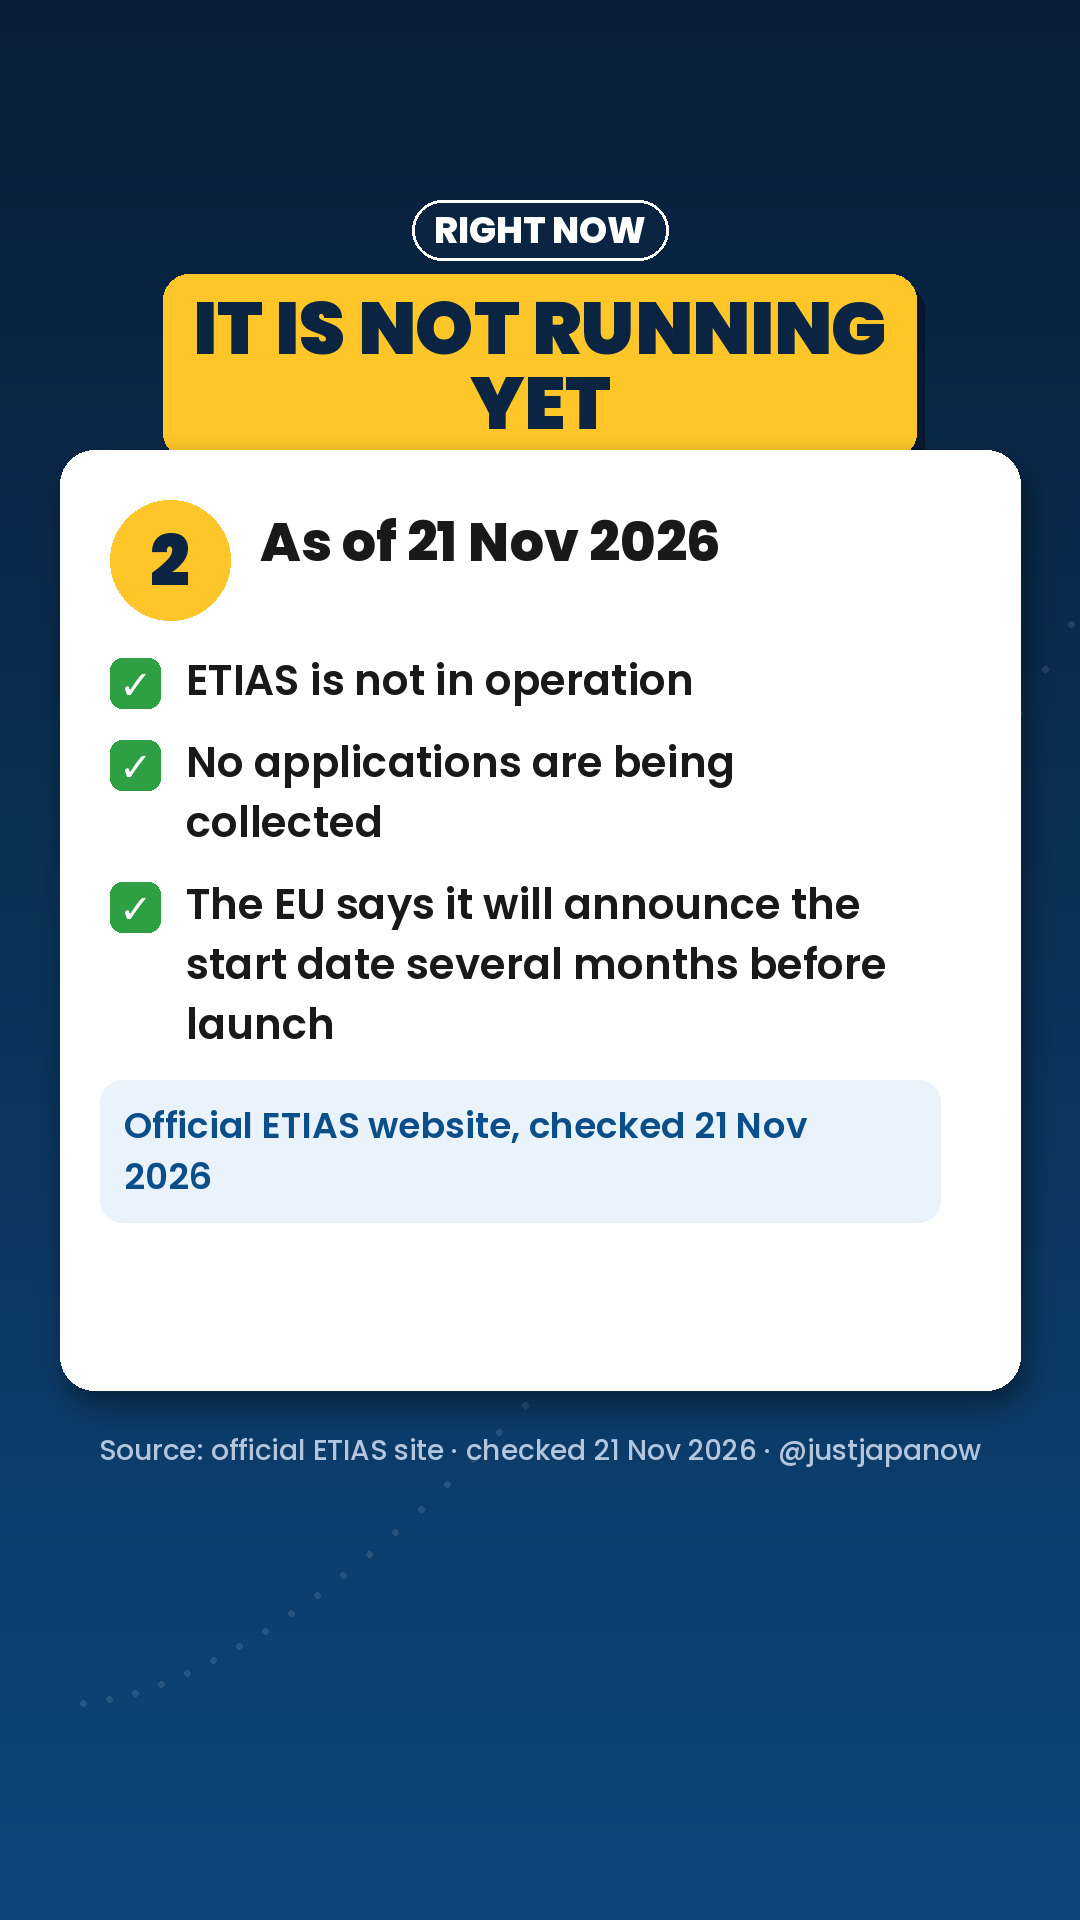 RIGHT NOW
IT IS NOT RUNNING
YET
2
As of 21 Nov 2026
✓ ETIAS is not in operation
✓ No applications are being
collected
✓ The EU says it will announce the
start date several months before
launch
Official ETIAS website, checked 21 Nov
2026
Source: official ETIAS site · checked 21 Nov 2026 · @justjapanow